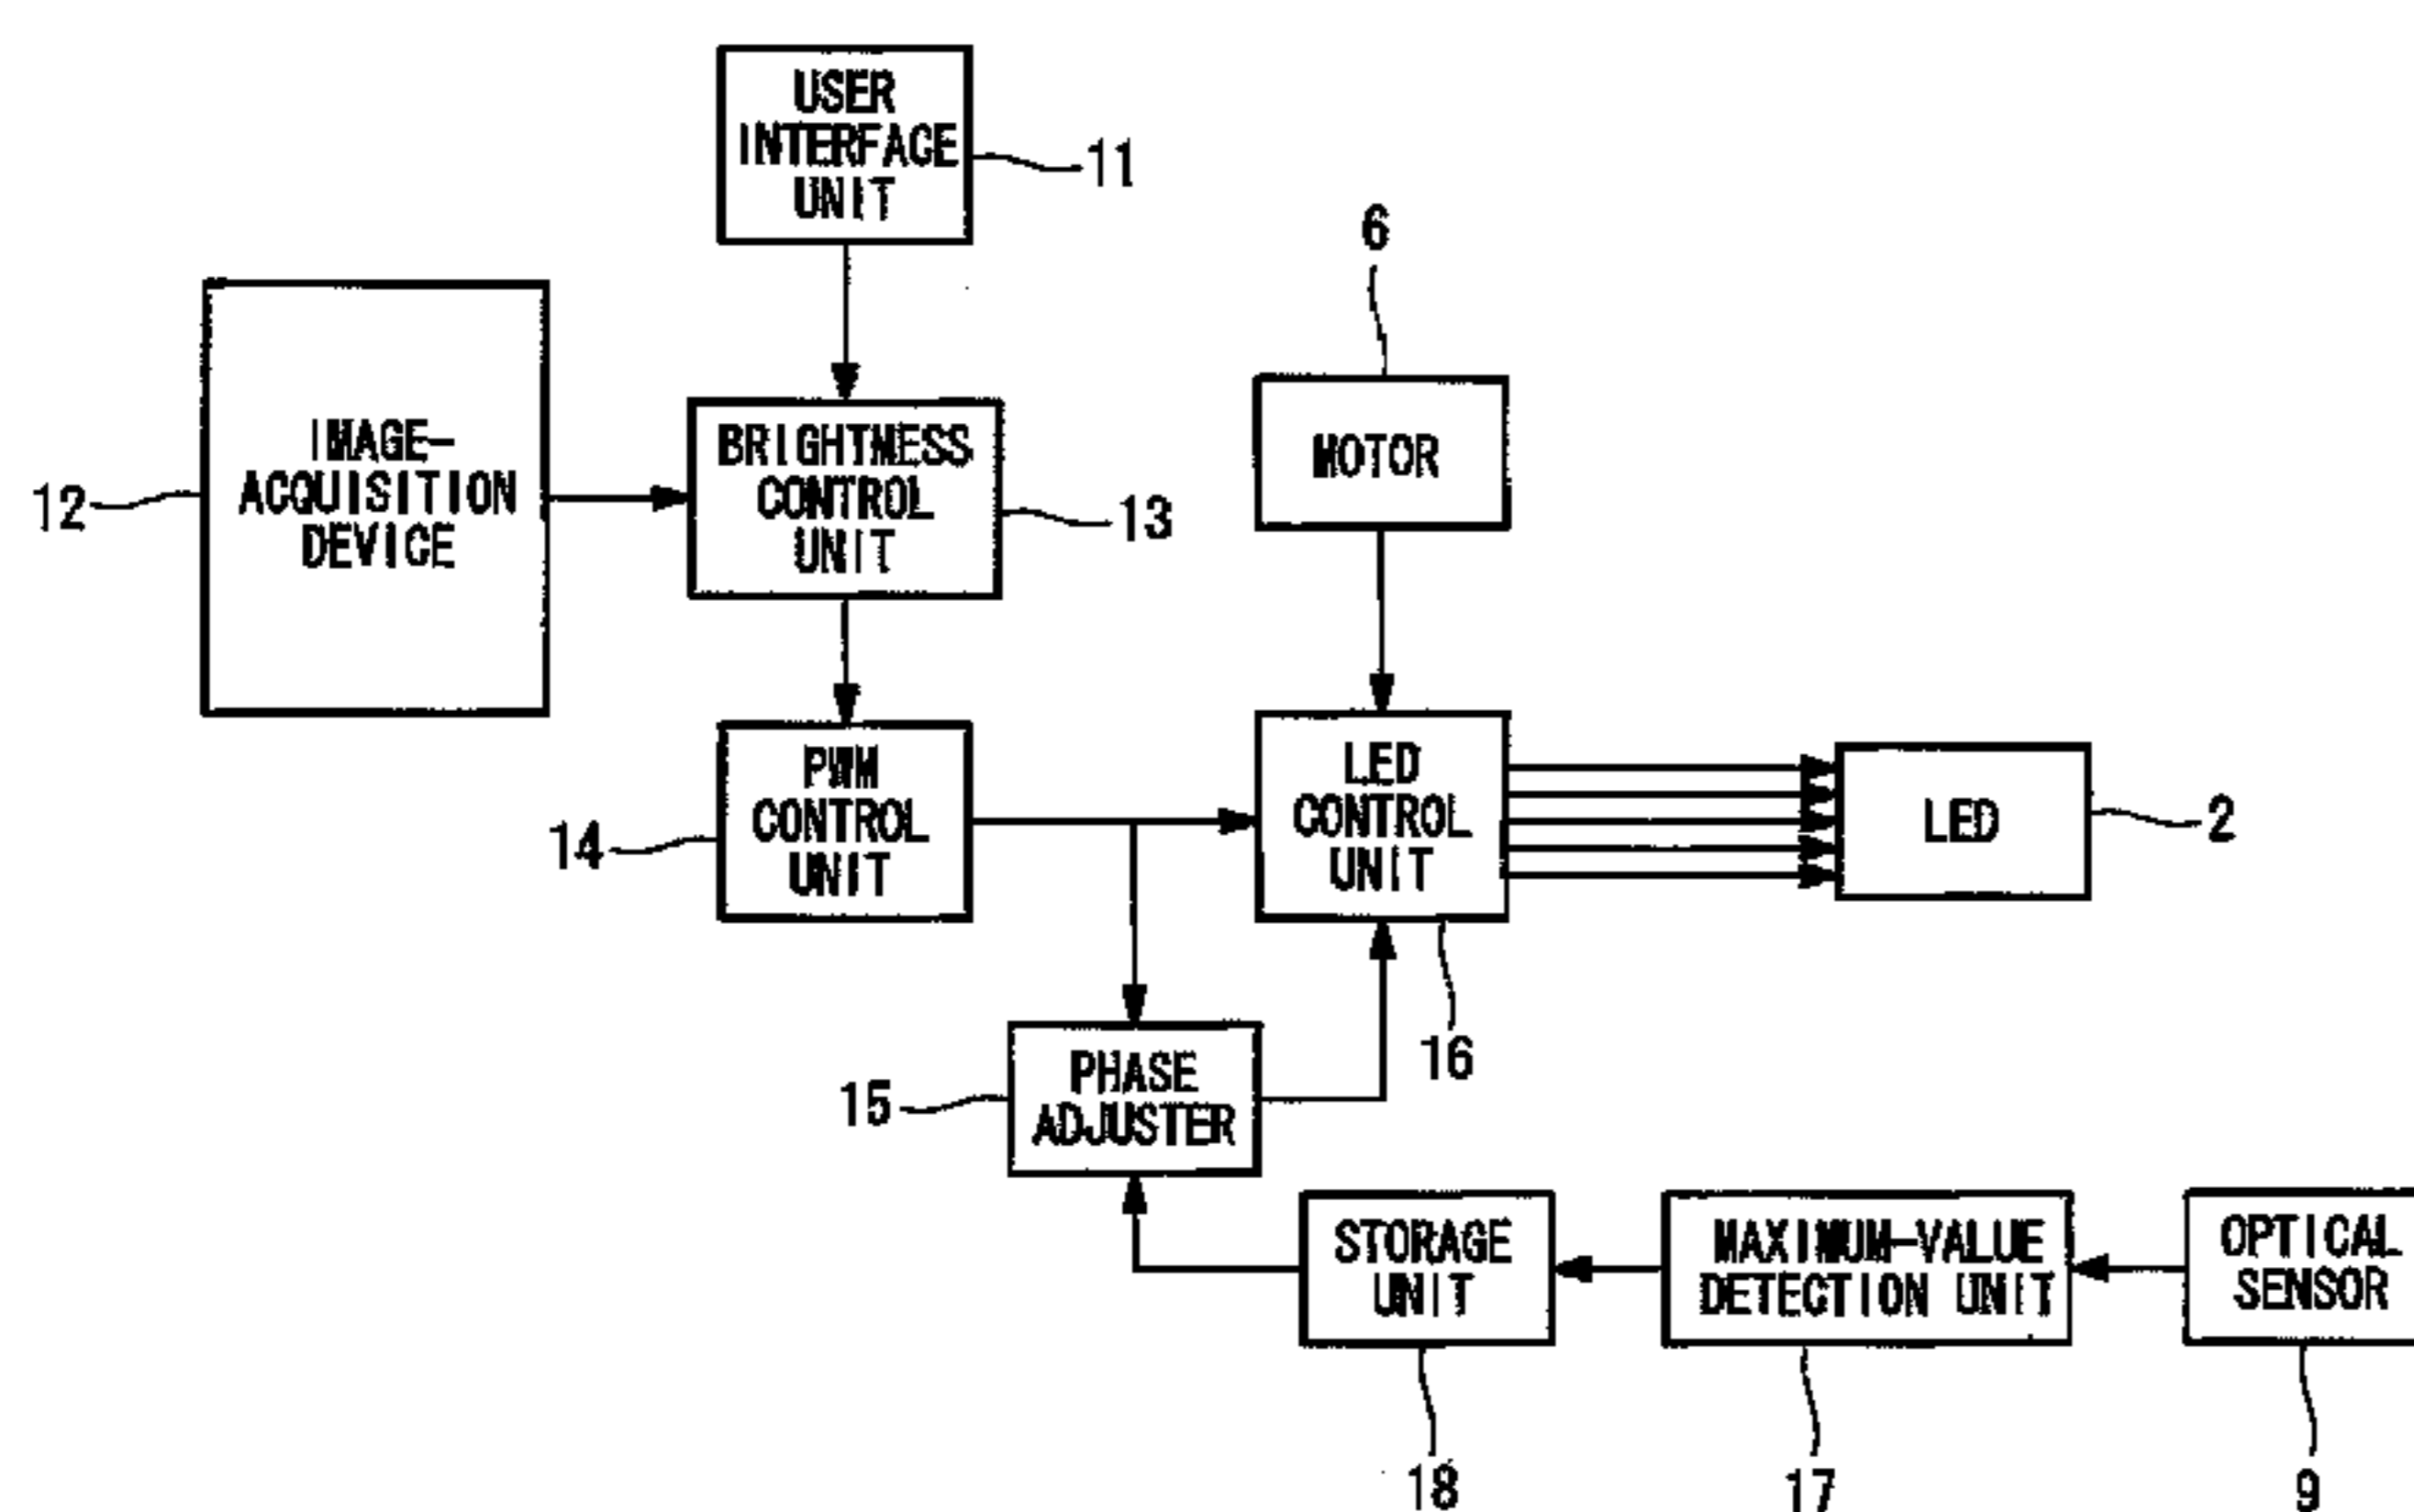 USER
INTERFACE
UNIT
11
6
IMAGE-
ACQUISITION
DEVICE
12
BRIGHTNESS
CONTROL
UNIT
13
MOTOR
PWM
CONTROL
UNIT
14
LED
CONTROL
UNIT
LED
2
16
PHASE
ADJUSTER
15
STORAGE
UNIT
MAXIMUM-VALUE
DETECTION UNIT
OPTICAL
SENSOR
18
17
9